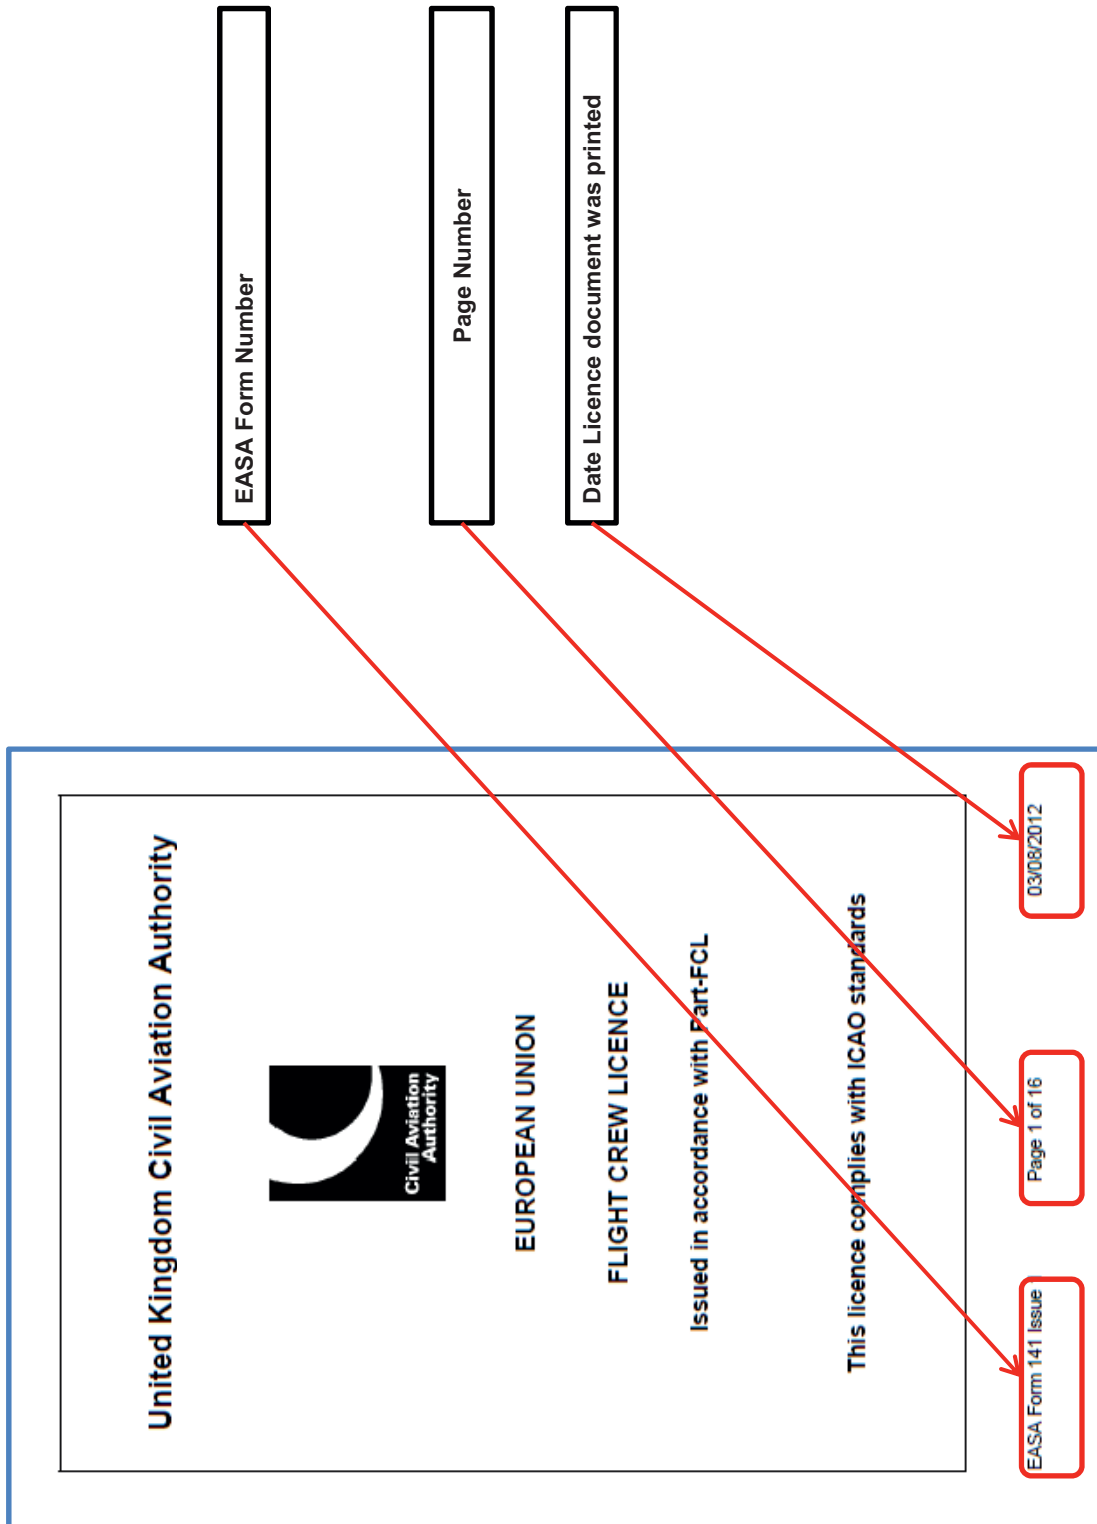 United Kingdom Civil Aviation Authority
Civil Aviation
Authority
EUROPEAN UNION
FLIGHT CREW LICENCE
Issued in accordance with Part-FCL
This licence complies with ICAO standards
EASA Form 141 Issue
Page 1 of 16
03/08/2012
EASA Form Number
Page Number
Date Licence document was printed